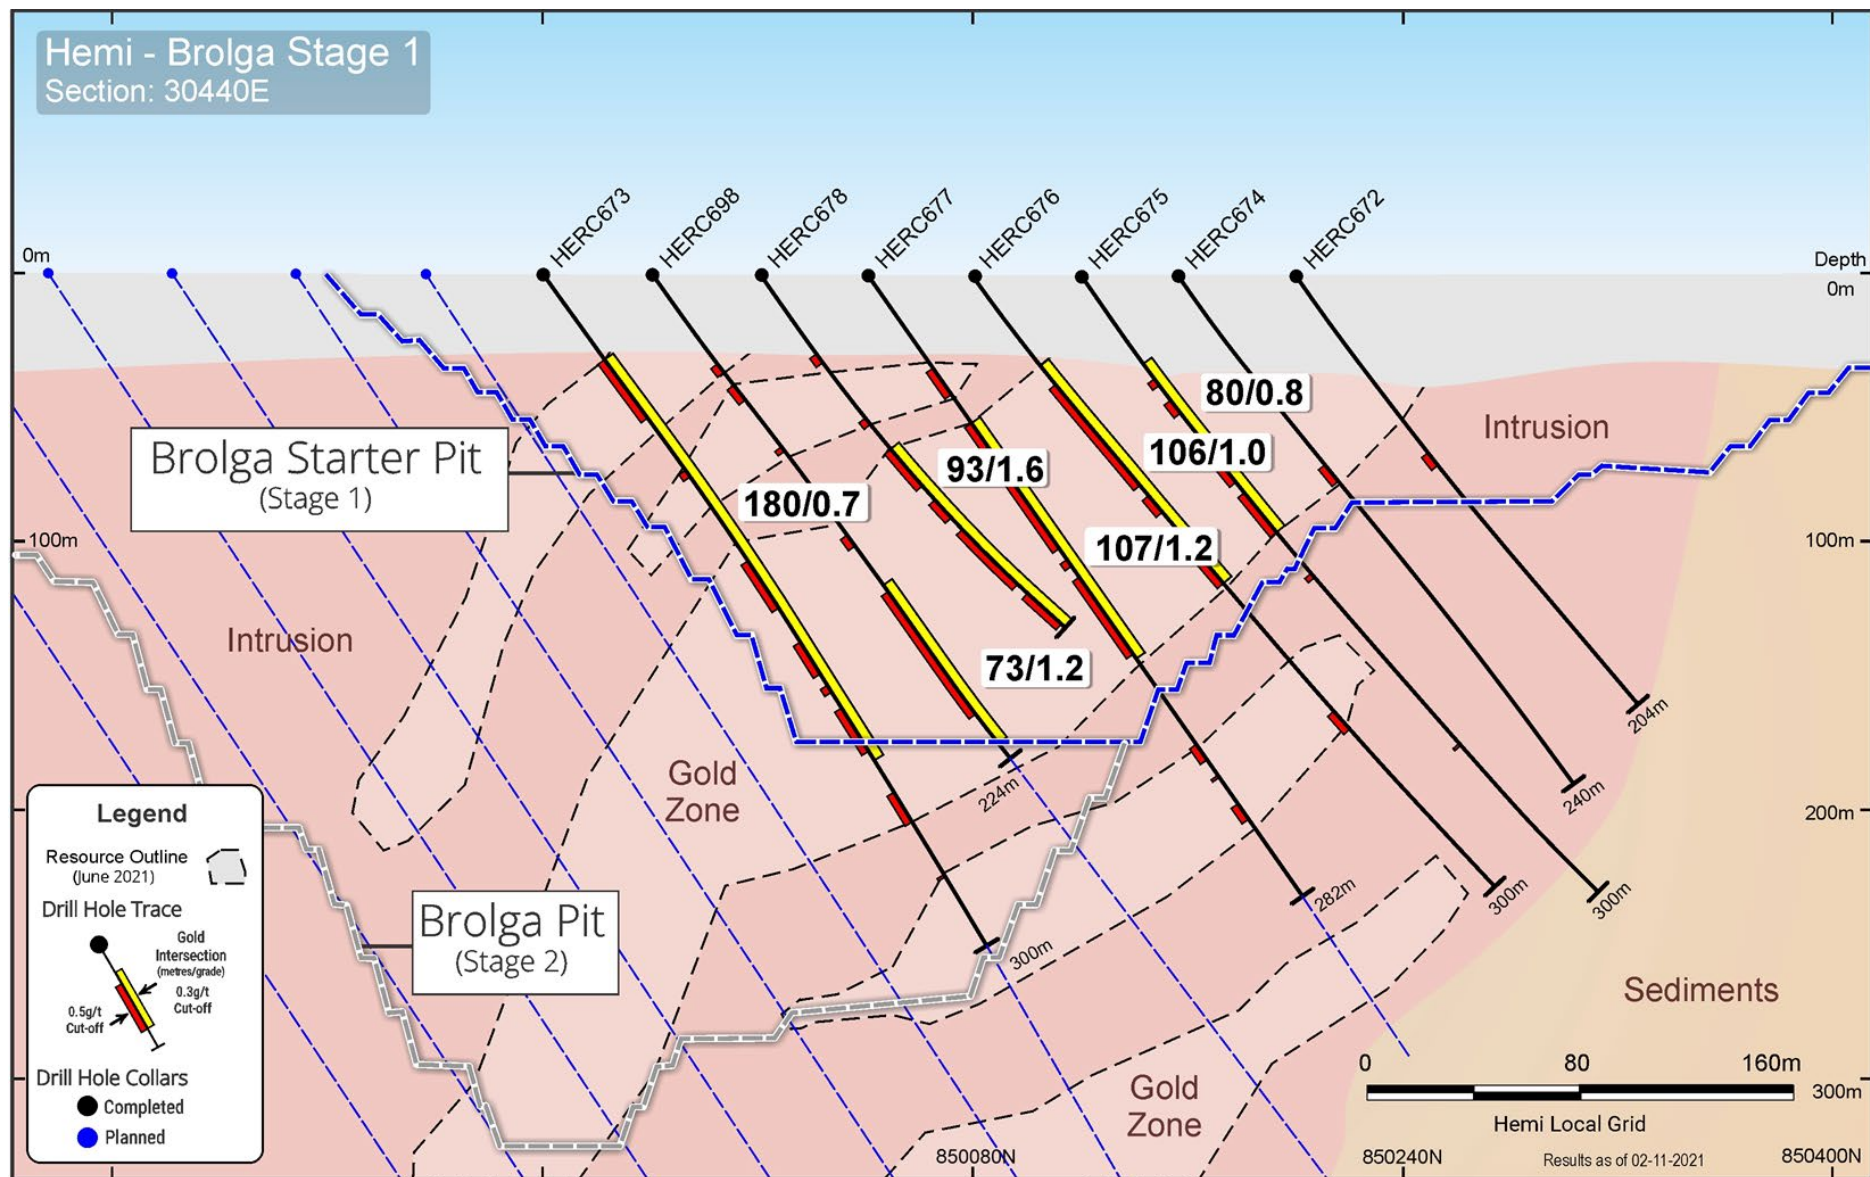 Hemi - Brolga Stage 1
Section: 30440E
HERC673
HERC698
HERC678
HERC677
HERC676
HERC675
HERC674
HERC672
0m
Depth
0m
80/0.8
Intrusion
106/1.0
93/1.6
Brolga Starter Pit
(Stage 1)
180/0.7
100m
107/1.2
100m
Intrusion
73/1.2
204m
Gold
Zone
224m
240m
200m
Legend
Resource Outline
(June 2021)
Drill Hole Trace
Gold
Intersection
(metres/grade)
0.3g/t
Cut-off
0.5g/t
Cut-off
Drill Hole Collars
Completed
Planned
Brolga Pit
(Stage 2)
282m
300m
300m
300m
Sediments
Gold
Zone
0 80 160m
300m
Hemi Local Grid
850080N
850240N
Results as of 02-11-2021
850400N